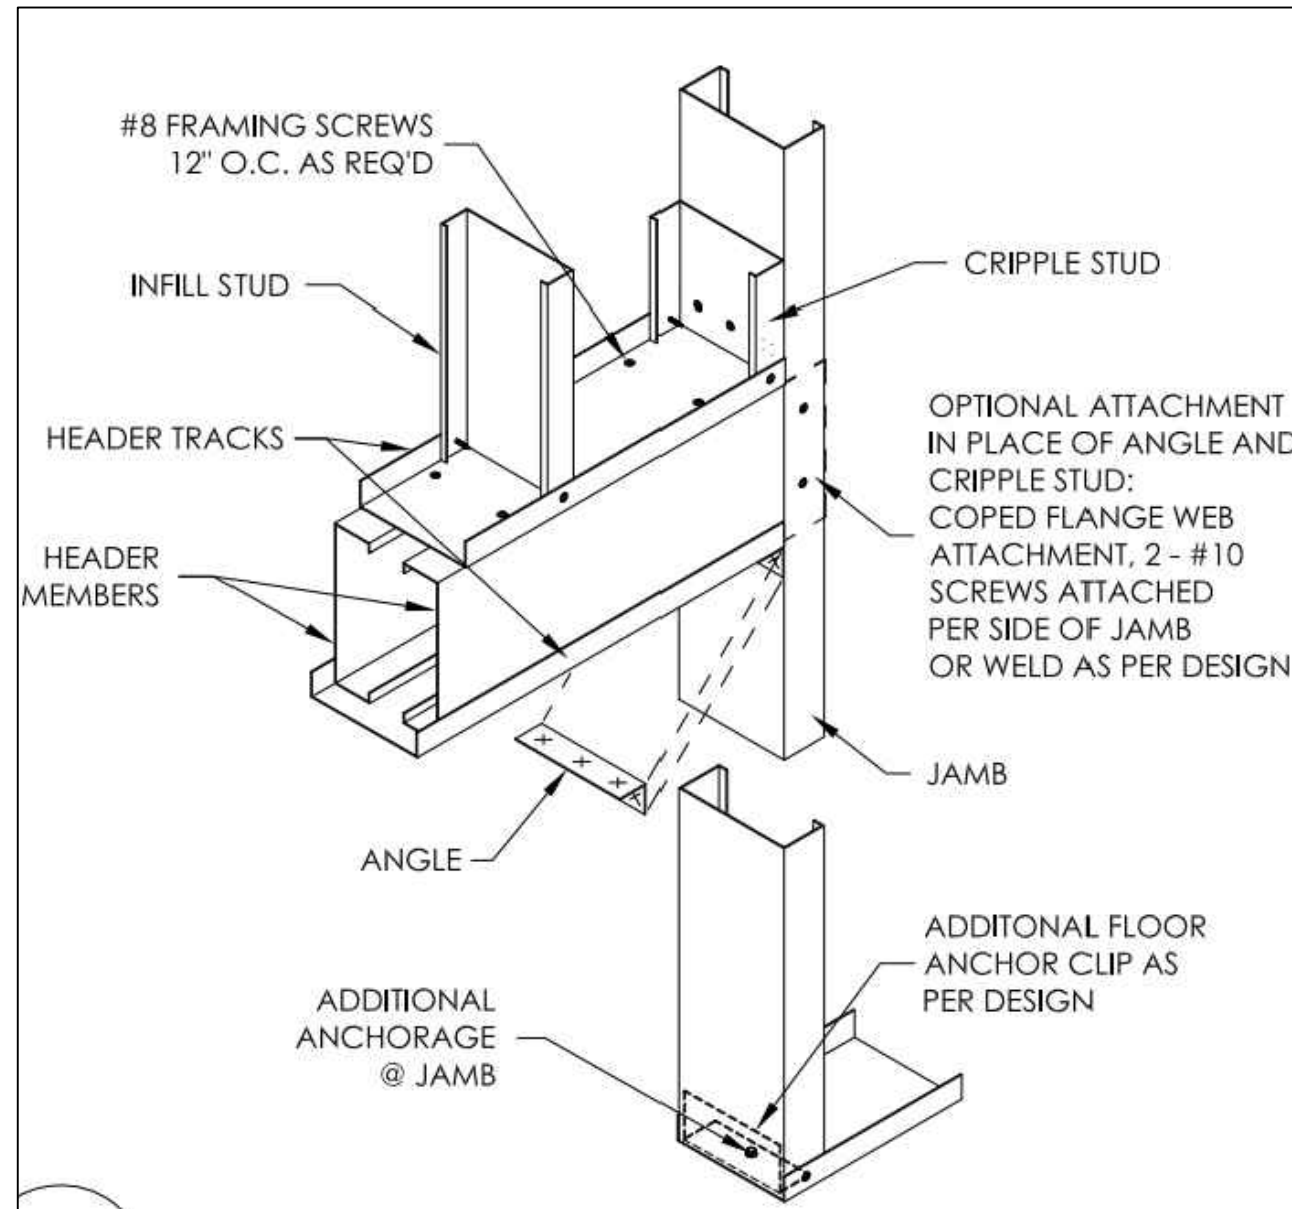 #8 FRAMING SCREWS
12" O.C. AS REQ'D
INFILL STUD
CRIPPLE STUD
HEADER TRACKS
OPTIONAL ATTACHMENT
IN PLACE OF ANGLE AND
CRIPPLE STUD:
COPED FLANGE WEB
ATTACHMENT, 2 - #10
SCREWS ATTACHED
PER SIDE OF JAMB
OR WELD AS PER DESIGN
HEADER
MEMBERS
JAMB
ANGLE
ADDITONAL FLOOR
ANCHOR CLIP AS
PER DESIGN
ADDITIONAL
ANCHORAGE
@ JAMB